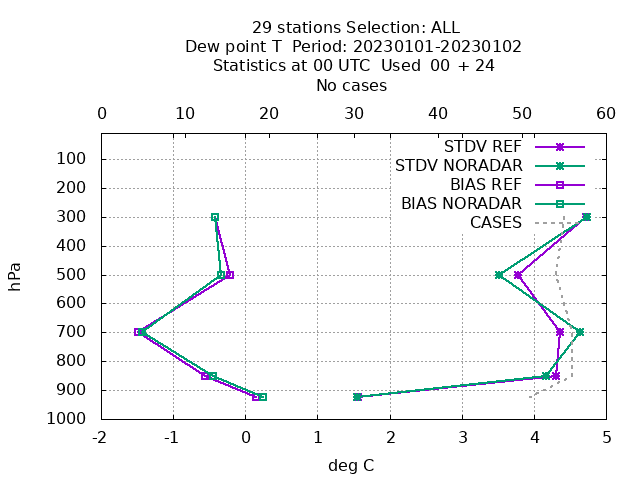 29 stations Selection: ALL
Dew point T  Period: 20230101-20230102
Statistics at 00 UTC  Used  00 + 24
No cases
0 10 20 30 40 50 60
STDV REF
STDV NORADAR
BIAS REF
BIAS NORADAR
CASES
hPa
100
200
300
400
500
600
700
800
900
1000
-2 -1 0 1 2 3 4 5
deg C